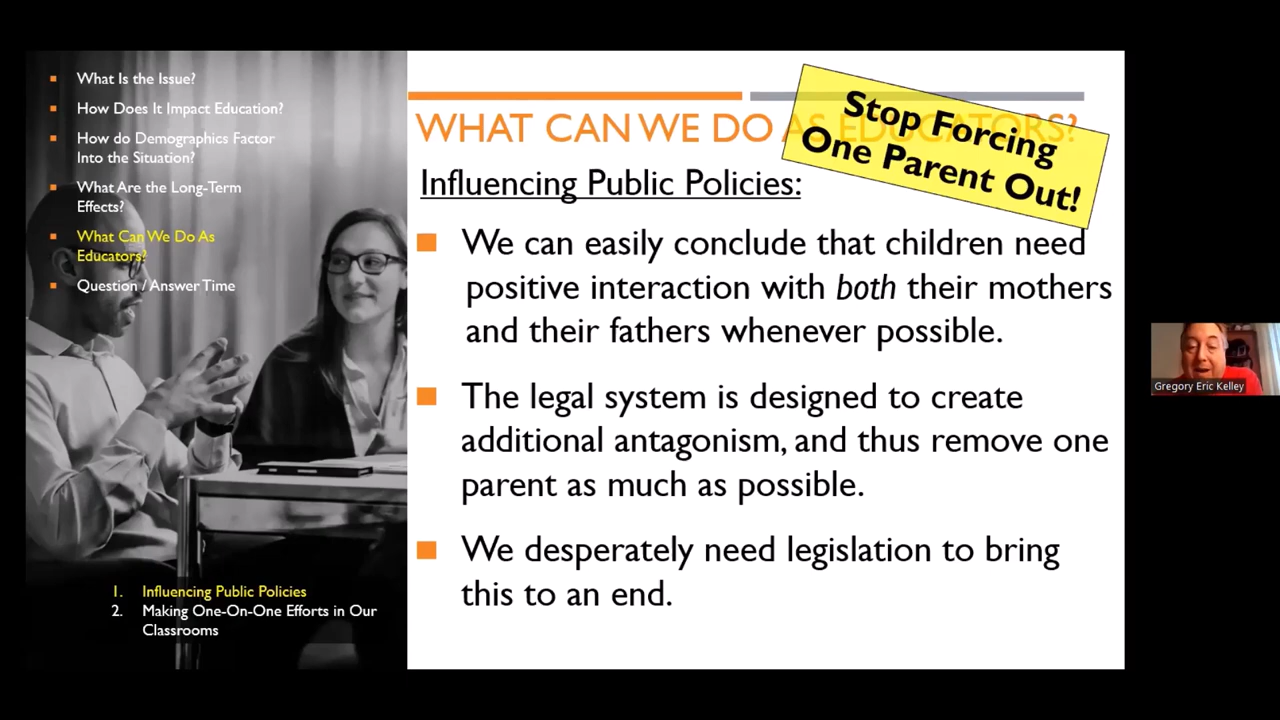 What Is the Issue?
How Does It Impact Education?
How do Demographics Factor
Into the Situation?
What Are the Long-Term
Effects?
What Can We Do As
Educators?
Question / Answer Time
1. Influencing Public Policies
2. Making One-On-One Efforts in Our
Classrooms
WHAT CAN WE DO AS EDUCATORS?
Stop Forcing
One Parent Out!
Influencing Public Policies:
We can easily conclude that children need
positive interaction with both their mothers
and their fathers whenever possible.
The legal system is designed to create
additional antagonism, and thus remove one
parent as much as possible.
We desperately need legislation to bring
this to an end.
Gregory Eric Kelley